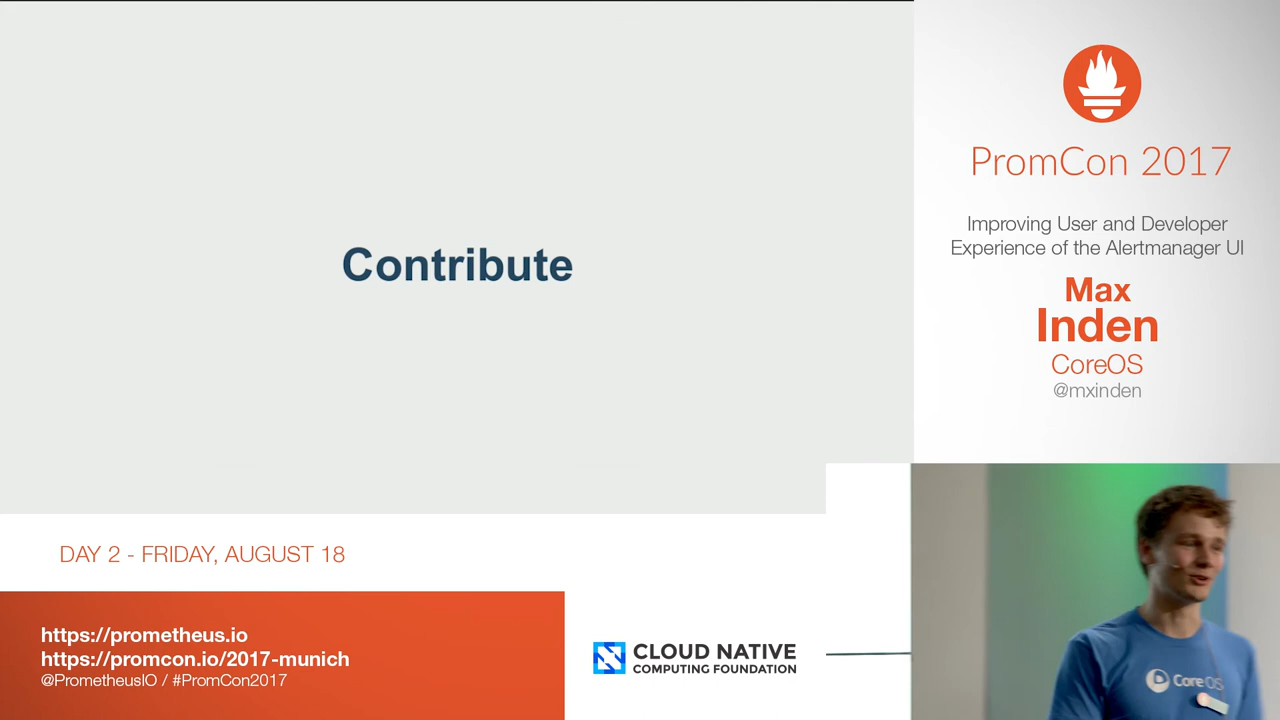 Contribute
PromCon 2017
Improving User and Developer
Experience of the Alertmanager UI
Max
Inden
CoreOS
@mxinden
DAY 2 - FRIDAY, AUGUST 18
https://prometheus.io
https://promcon.io/2017-munich
@PrometheusIO / #PromCon2017
CLOUD NATIVE
COMPUTING FOUNDATION
CoreOS